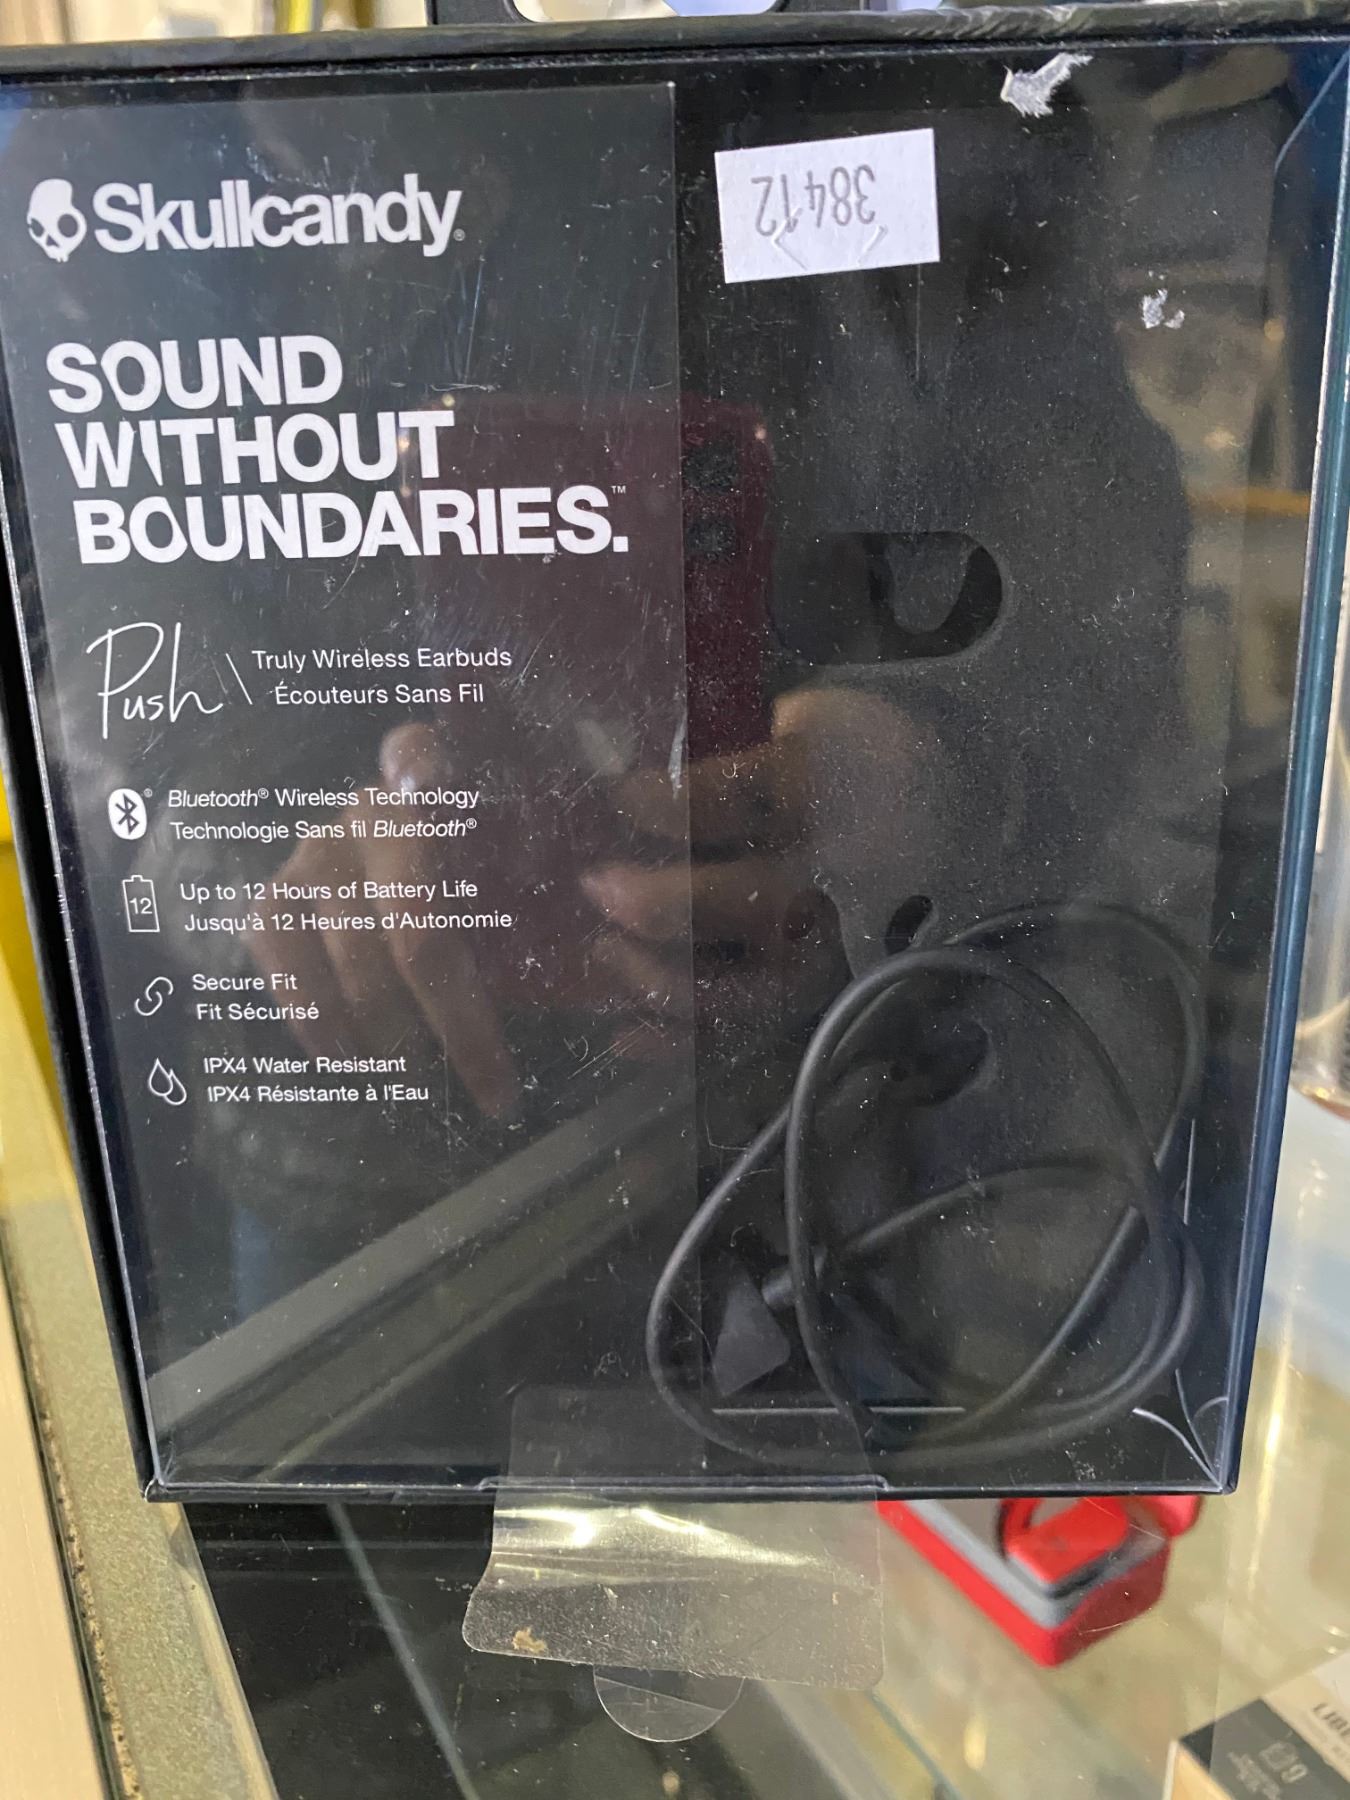 Skullcandy®
38412
SOUND
WITHOUT
BOUNDARIES.™
Push \ Truly Wireless Earbuds
Écouteurs Sans Fil
Bluetooth® Wireless Technology
Technologie Sans fil Bluetooth®
12
Up to 12 Hours of Battery Life
Jusqu'à 12 Heures d'Autonomie
Secure Fit
Fit Sécurisé
IPX4 Water Resistant
IPX4 Résistante à l'Eau